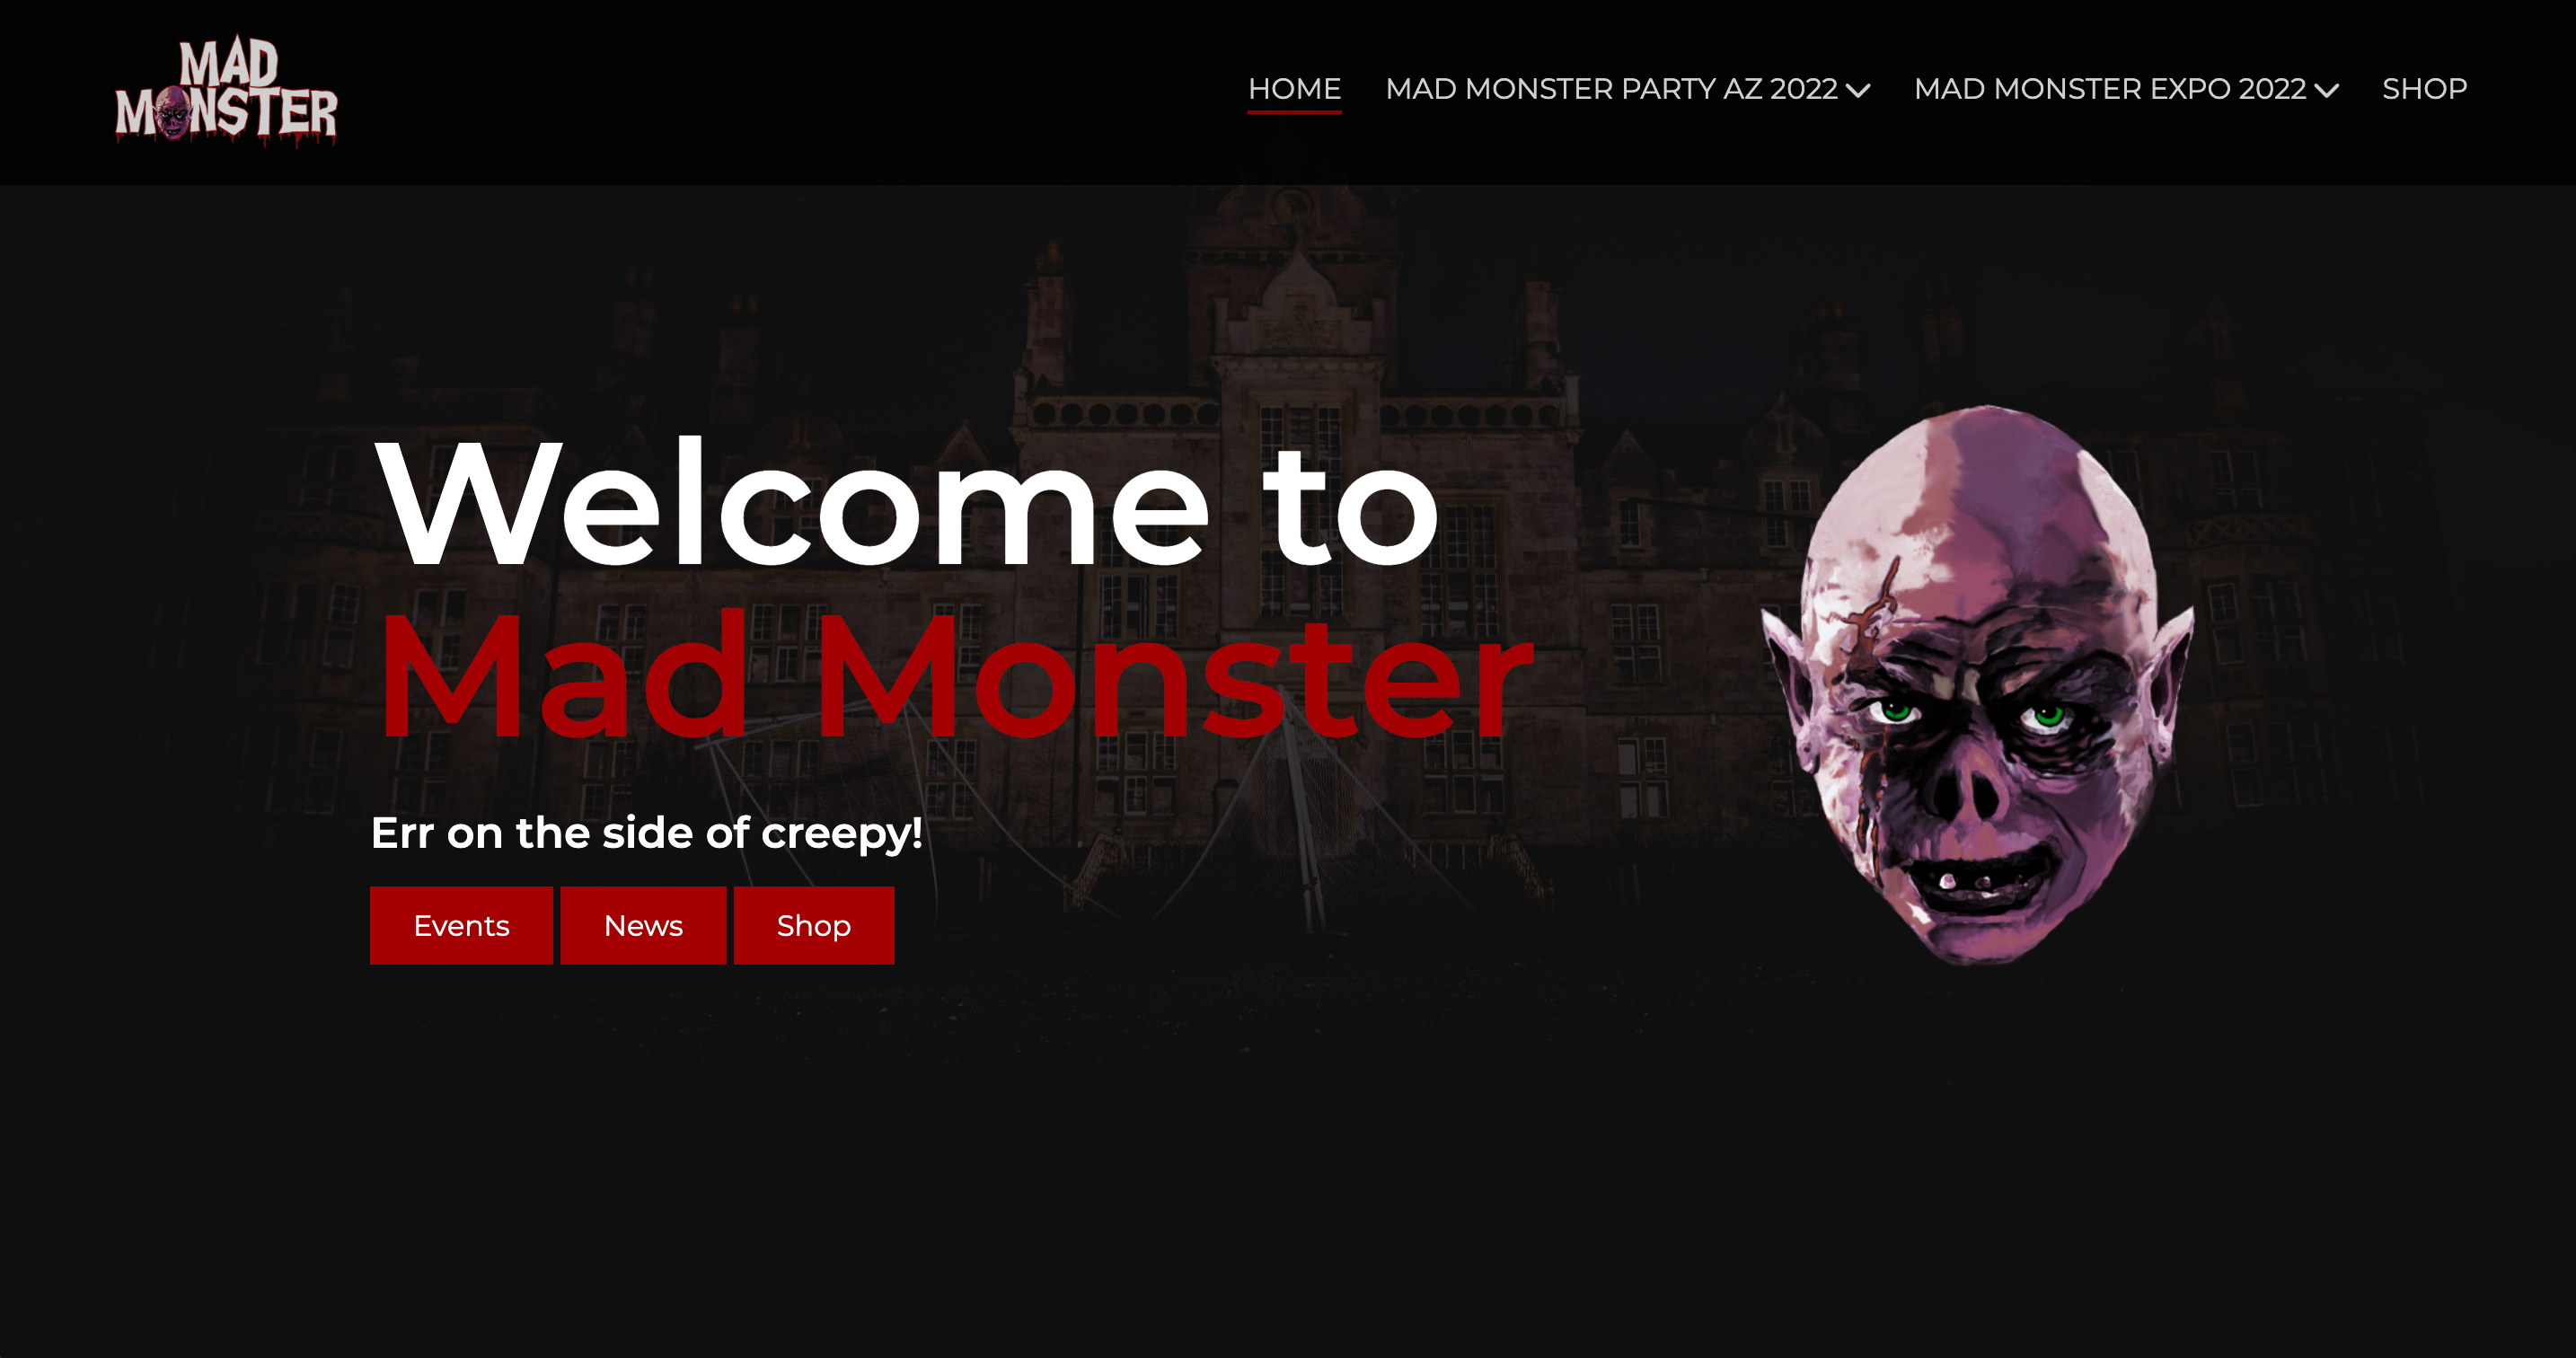 MAD
MONSTER
HOME MAD MONSTER PARTY AZ 2022 MAD MONSTER EXPO 2022 SHOP
Welcome to
Mad Monster
Err on the side of creepy!
Events News Shop